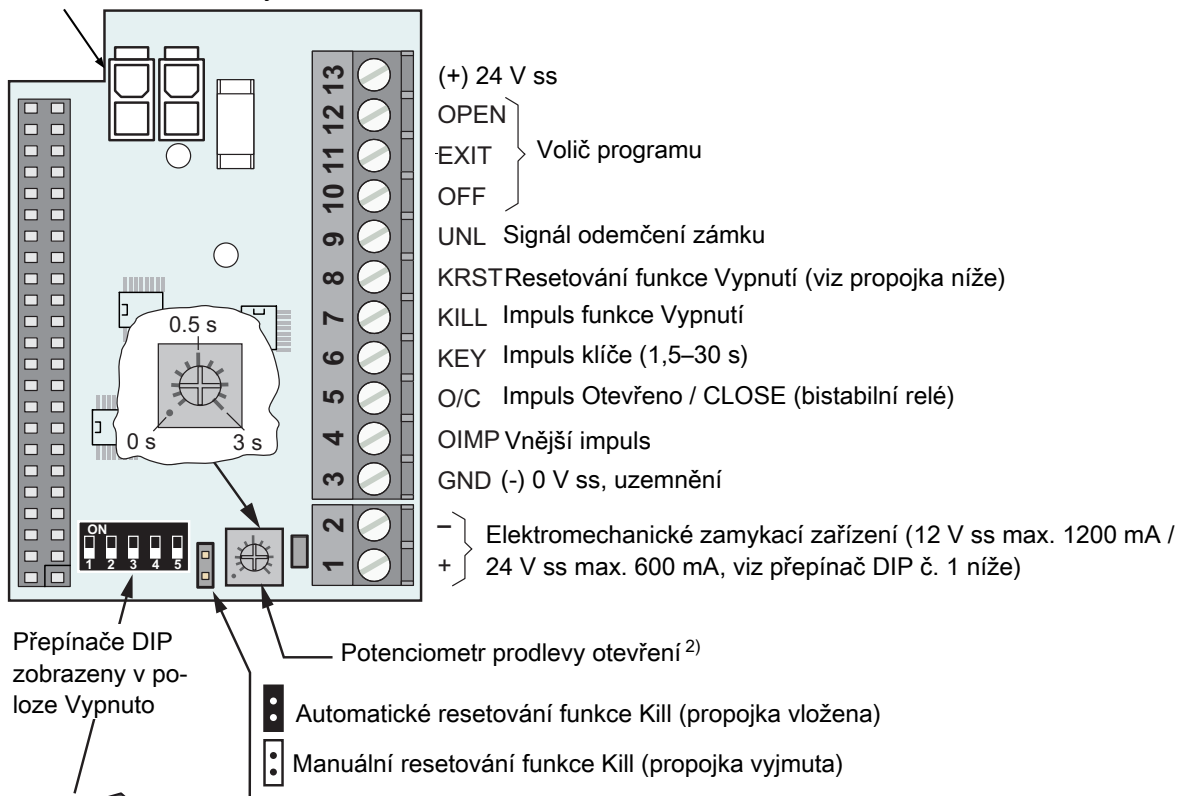 13 (+) 24 V ss
12 OPEN
11 EXIT Volič programu
10 OFF
9 UNL Signál odemčení zámku
8 KRST Resetování funkce Vypnutí (viz propojka níže)
7 KILL Impuls funkce Vypnutí
6 KEY Impuls klíče (1,5–30 s)
5 O/C Impuls Otevřeno / CLOSE (bistabilní relé)
4 OIMP Vnější impuls
3 GND (-) 0 V ss, uzemnění
2 – Elektromechanické zamykací zařízení (12 V ss max. 1200 mA /
1 + 24 V ss max. 600 mA, viz přepínač DIP č. 1 níže)
0.5 s
0 s 3 s
ON
1 2 3 4 5
Přepínače DIP
zobrazeny v po-
loze Vypnuto
Potenciometr prodlevy otevření 2)
Automatické resetování funkce Kill (propojka vložena)
Manuální resetování funkce Kill (propojka vyjmuta)